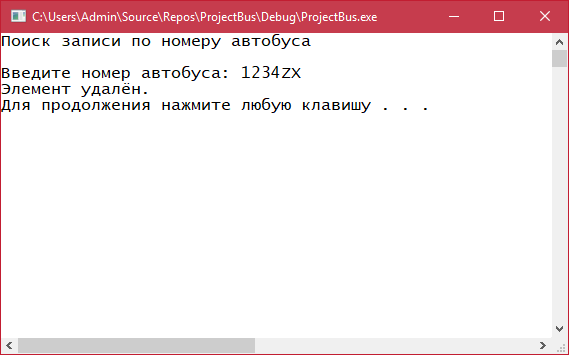 C:\Users\Admin\Source\Repos\ProjectBus\Debug\ProjectBus.exe
Поиск записи по номеру автобуса
Введите номер автобуса: 1234ZX
Элемент удалён.
Для продолжения нажмите любую клавишу . . .